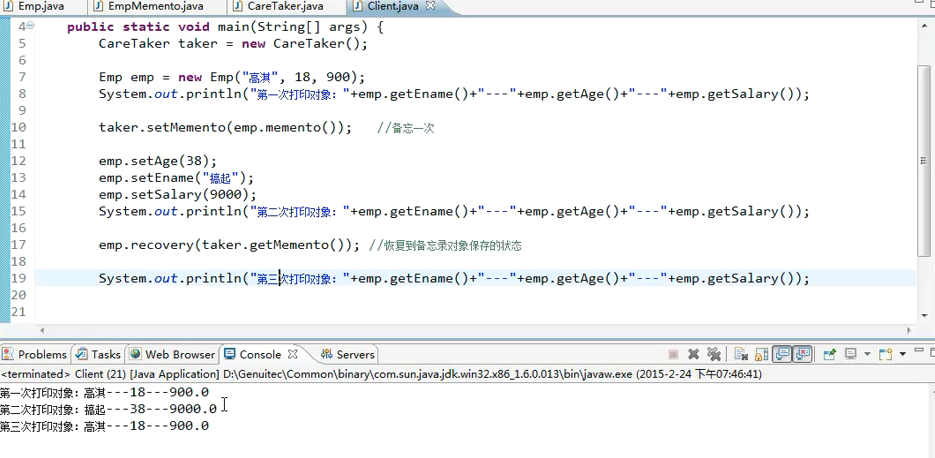 Emp.java EmpMemento.java CareTaker.java Client.java
4 public static void main(String[] args) {
5 CareTaker taker = new CareTaker();
6
7 Emp emp = new Emp("高淇", 18, 900);
8 System.out.println("第一次打印对象："+emp.getEname()+"---"+emp.getAge()+"---"+emp.getSalary());
9
10 taker.setMemento(emp.memento()); //备忘一次
11
12 emp.setAge(38);
13 emp.setEname("搞起");
14 emp.setSalary(9000);
15 System.out.println("第二次打印对象："+emp.getEname()+"---"+emp.getAge()+"---"+emp.getSalary());
16
17 emp.recovery(taker.getMemento()); //恢复到备忘录对象保存的状态
18
19 System.out.println("第三次打印对象："+emp.getEname()+"---"+emp.getAge()+"---"+emp.getSalary());
20
21
Problems Tasks Web Browser Console Servers
<terminated> Client (21) [Java Application] D:\Genuitec\Common\binary\com.sun.java.jdk.win32.x86_1.6.0.013\bin\javaw.exe (2015-2-24 下午07:46:41)
第一次打印对象：高淇---18---900.0
第二次打印对象：搞起---38---9000.0
第三次打印对象：高淇---18---900.0